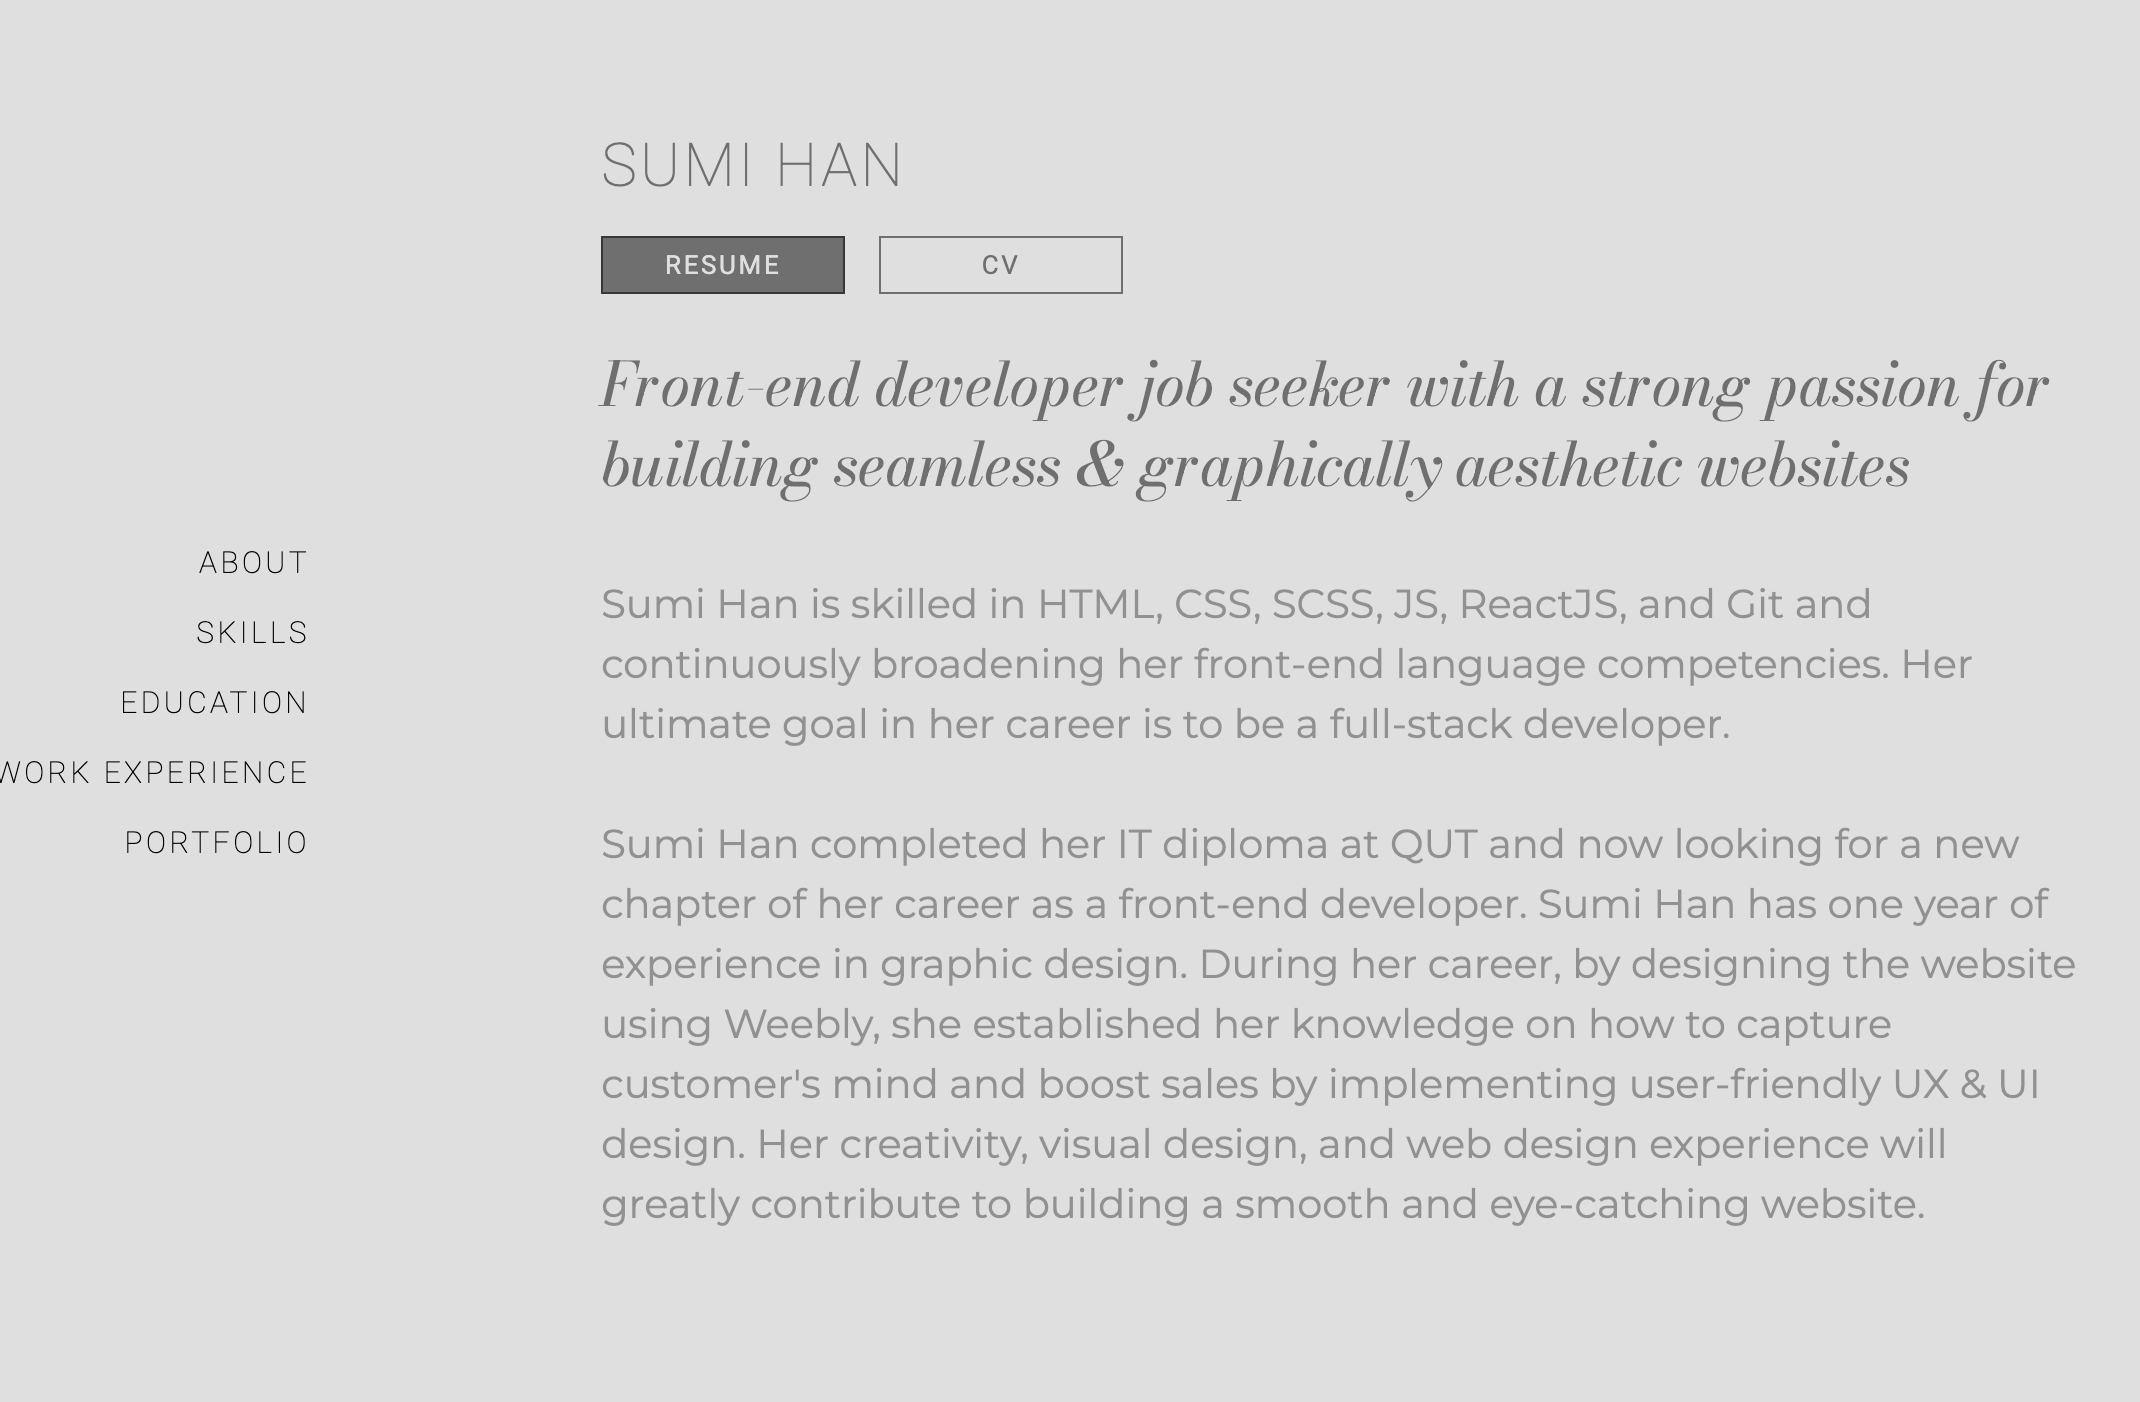 SUMI HAN
RESUME
CV
Front-end developer job seeker with a strong passion for
building seamless & graphically aesthetic websites
ABOUT
SKILLS
EDUCATION
WORK EXPERIENCE
PORTFOLIO
Sumi Han is skilled in HTML, CSS, SCSS, JS, ReactJS, and Git and
continuously broadening her front-end language competencies. Her
ultimate goal in her career is to be a full-stack developer.
Sumi Han completed her IT diploma at QUT and now looking for a new
chapter of her career as a front-end developer. Sumi Han has one year of
experience in graphic design. During her career, by designing the website
using Weebly, she established her knowledge on how to capture
customer's mind and boost sales by implementing user-friendly UX & UI
design. Her creativity, visual design, and web design experience will
greatly contribute to building a smooth and eye-catching website.